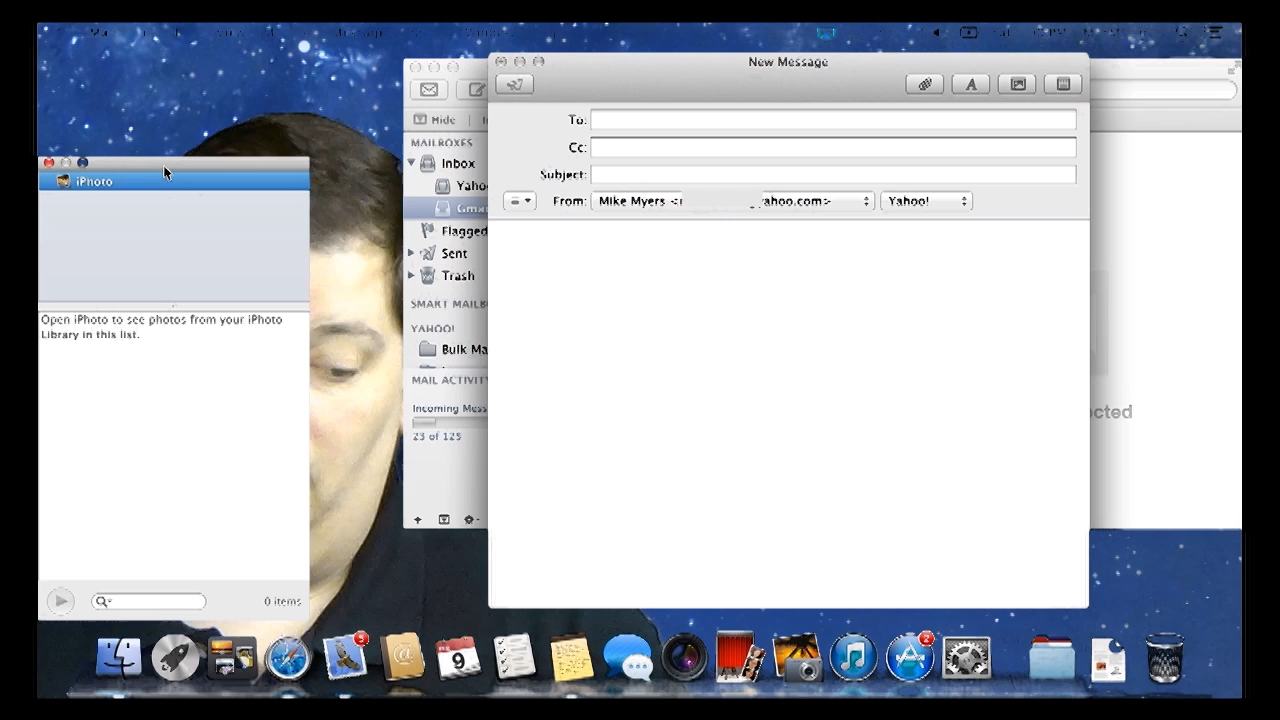 New Message
Hide
To:
MAILBOXES
Cc:
Inbox
iPhoto
Subject:
From: Mike Myers < ahoo.com> Yahoo!
Flagged
Sent
Trash
SMART MAILB
Open iPhoto to see photos from your iPhoto
Library in this list.
YAHOO!
Bulk Ma
MAIL ACTIVIT
Incoming Mess
cted
23 of 125
0 items
3
9
2